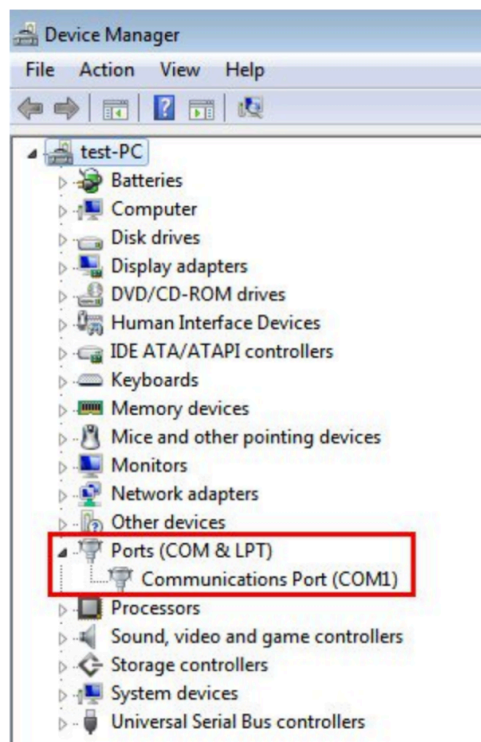 Device Manager
File Action View Help
test-PC
Batteries
Computer
Disk drives
Display adapters
DVD/CD-ROM drives
Human Interface Devices
IDE ATA/ATAPI controllers
Keyboards
Memory devices
Mice and other pointing devices
Monitors
Network adapters
Other devices
Ports (COM & LPT)
Communications Port (COM1)
Processors
Sound, video and game controllers
Storage controllers
System devices
Universal Serial Bus controllers